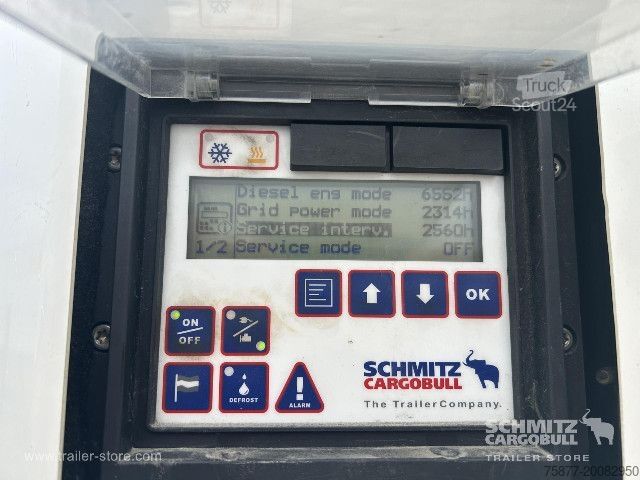 Truck
Scout24
Diesel eng mode 6552H
Grid power mode 2314H
Service interv. 2560h
1/2 Service mode OFF
OK
ON
OFF
DEFROST
ALARM
SCHMITZ
CARGOBULL
The TrailerCompany.
SCHMITZ
CARGOBULL
TRAILER STORE
www.trailer-store.com
75877-20082950